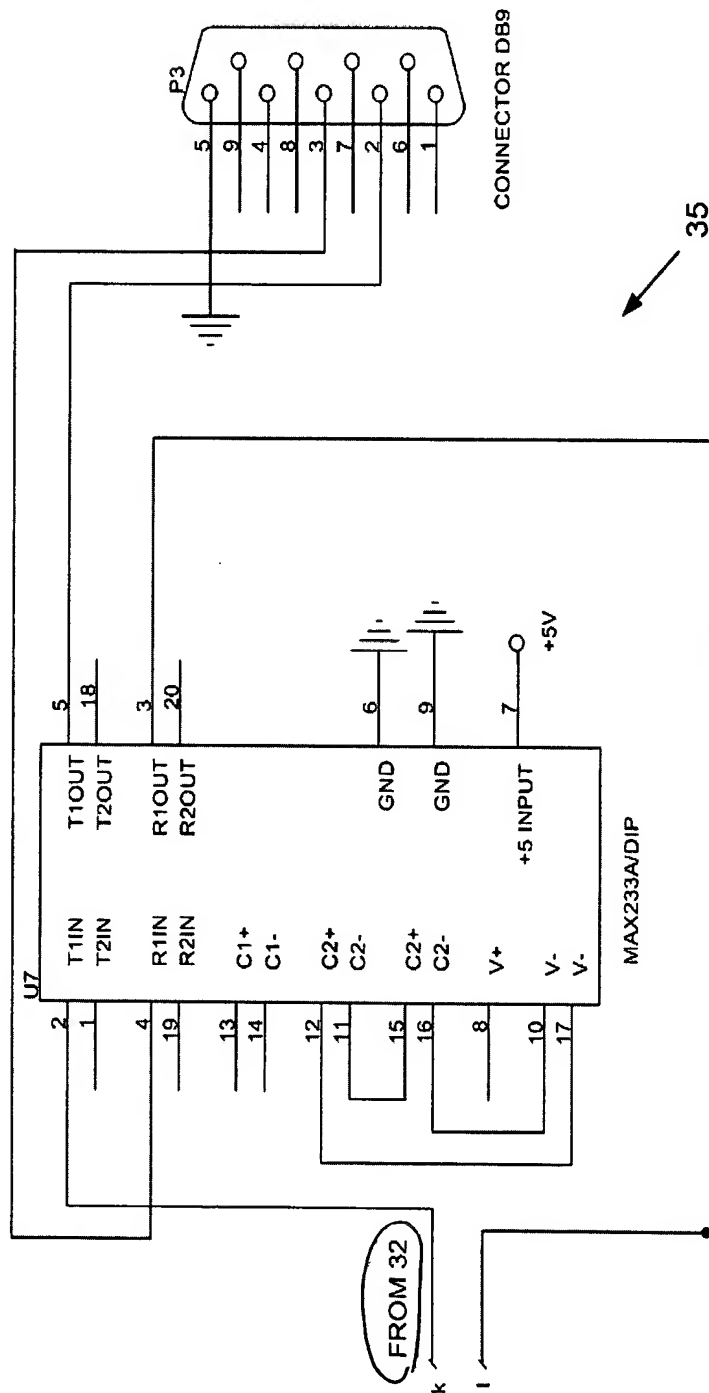 P3
5
9
4
8
3
7
2
6
1
CONNECTOR DB9
35
U7
2 T1IN T1OUT 5
1 T2IN T2OUT 18
4 R1IN R1OUT 3
19 R2IN R2OUT 20
13 C1+
14 C1-
12 C2+
11 C2- GND 6
15 C2+
16 C2- GND 9
8 V+
+5 INPUT 7 +5V
10 V-
17 V-
MAX233A/DIP
FROM 32
k
l